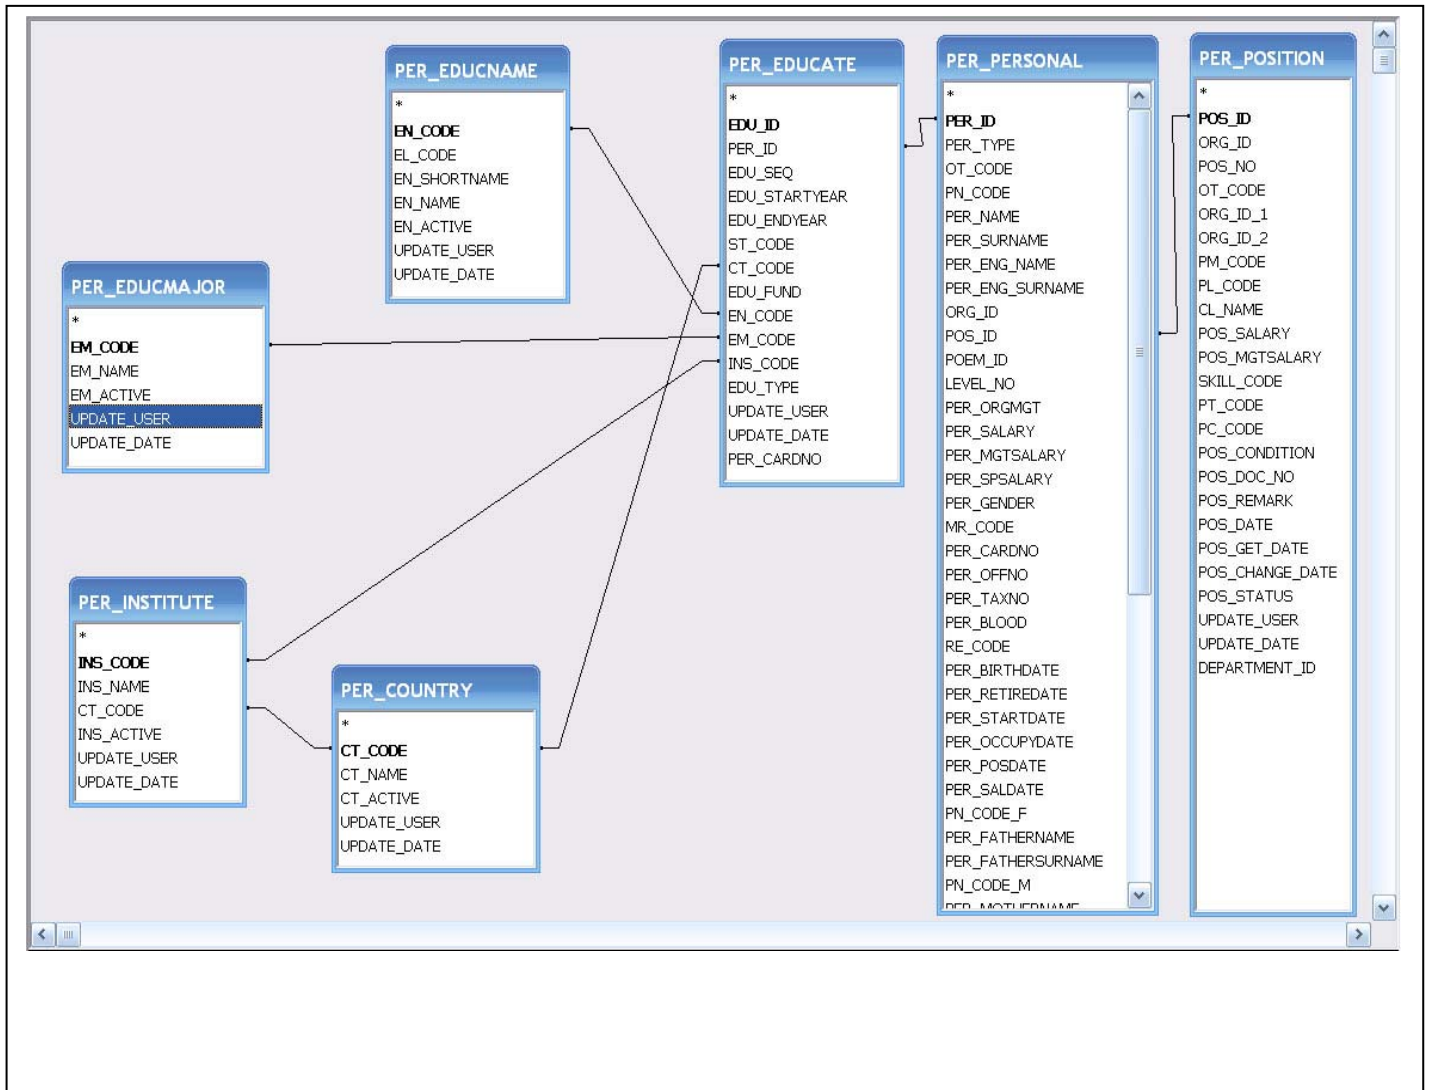 PER_EDUCNAME
*
EN_CODE
EL_CODE
EN_SHORTNAME
EN_NAME
EN_ACTIVE
UPDATE_USER
UPDATE_DATE
PER_EDUCMAJOR
*
EM_CODE
EM_NAME
EM_ACTIVE
UPDATE_USER
UPDATE_DATE
PER_INSTITUTE
*
INS_CODE
INS_NAME
CT_CODE
INS_ACTIVE
UPDATE_USER
UPDATE_DATE
PER_COUNTRY
*
CT_CODE
CT_NAME
CT_ACTIVE
UPDATE_USER
UPDATE_DATE
PER_EDUCATE
*
EDU_ID
PER_ID
EDU_SEQ
EDU_STARTYEAR
EDU_ENDYEAR
ST_CODE
CT_CODE
EDU_FUND
EN_CODE
EM_CODE
INS_CODE
EDU_TYPE
UPDATE_USER
UPDATE_DATE
PER_CARDNO
PER_PERSONAL
*
PER_ID
PER_TYPE
OT_CODE
PN_CODE
PER_NAME
PER_SURNAME
PER_ENG_NAME
PER_ENG_SURNAME
ORG_ID
POS_ID
POEM_ID
LEVEL_NO
PER_ORGMGT
PER_SALARY
PER_MGTSALARY
PER_SPSALARY
PER_GENDER
MR_CODE
PER_CARDNO
PER_OFFNO
PER_TAXNO
PER_BLOOD
RE_CODE
PER_BIRTHDATE
PER_RETIREDATE
PER_STARTDATE
PER_OCCUPYDATE
PER_POSDATE
PER_SALDATE
PN_CODE_F
PER_FATHERNAME
PER_FATHERSURNAME
PN_CODE_M
PER_MOTHERNAME
PER_POSITION
*
POS_ID
ORG_ID
POS_NO
OT_CODE
ORG_ID_1
ORG_ID_2
PM_CODE
PL_CODE
CL_NAME
POS_SALARY
POS_MGTSALARY
SKILL_CODE
PT_CODE
PC_CODE
POS_CONDITION
POS_DOC_NO
POS_REMARK
POS_DATE
POS_GET_DATE
POS_CHANGE_DATE
POS_STATUS
UPDATE_USER
UPDATE_DATE
DEPARTMENT_ID